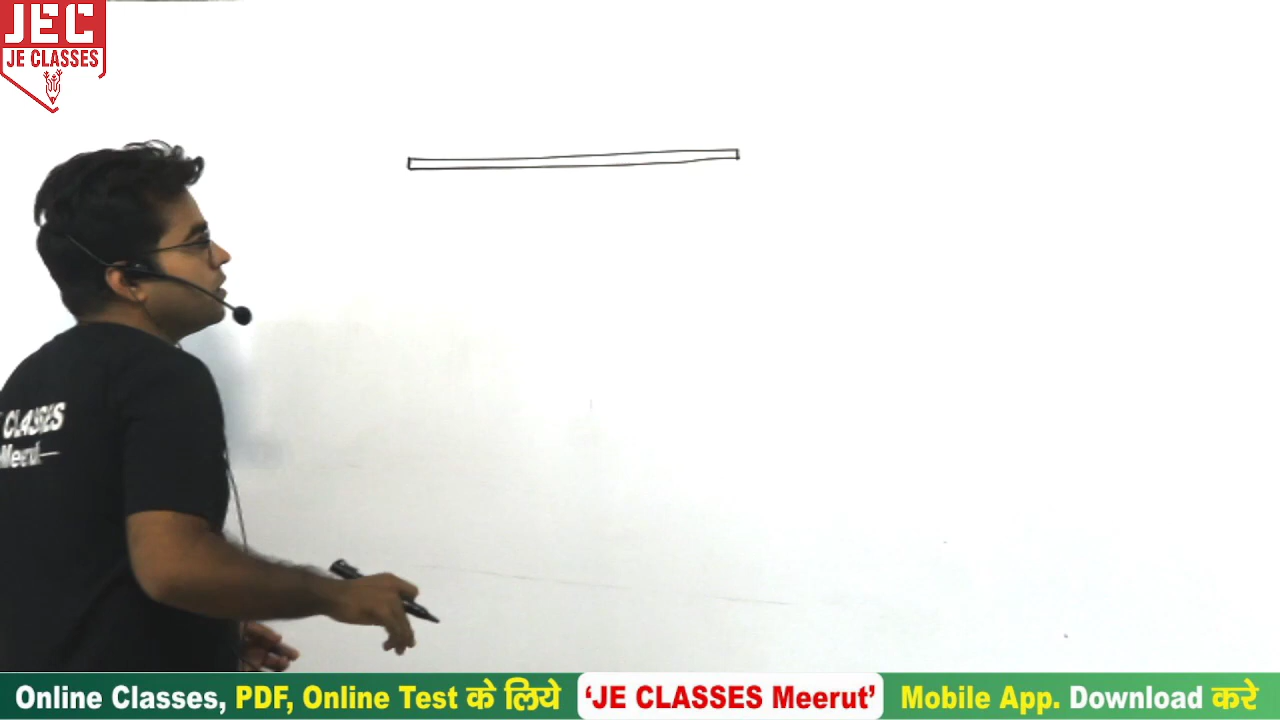 JEC
JE CLASSES
CLASSES
Meerut
Online Classes, PDF, Online Test के लिये 'JE CLASSES Meerut' Mobile App. Download करे